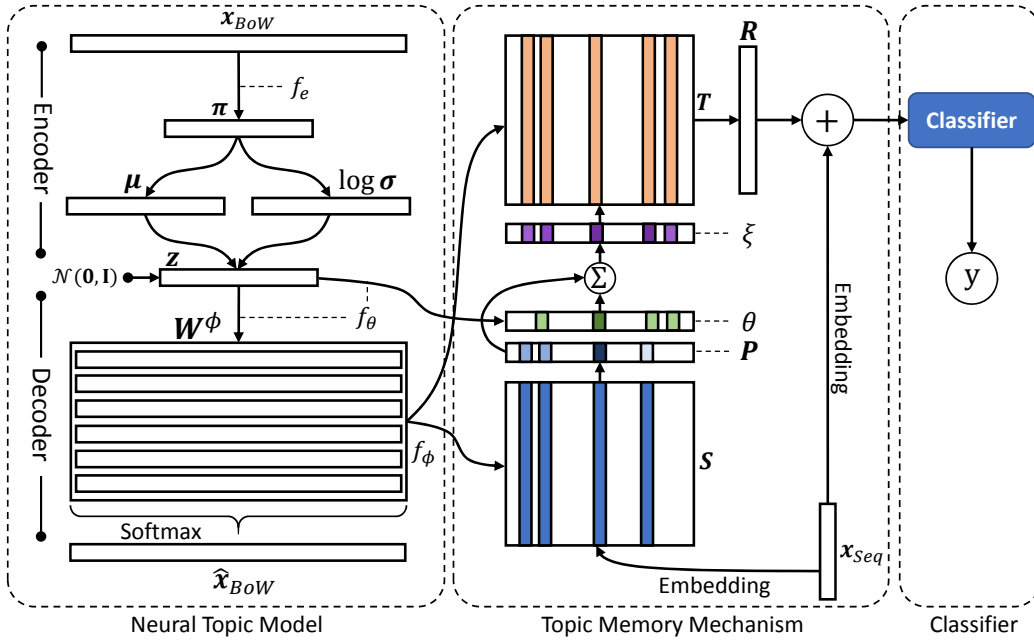 x_BoW
f_e
π
Encoder
μ
log σ
z
𝒩(0, I)
f_θ
W^ϕ
Decoder
f_ϕ
Softmax
x̂_BoW
Neural Topic Model
R
T
+
ξ
Σ
θ
P
S
Embedding
x_Seq
Embedding
Topic Memory Mechanism
Classifier
y
Classifier